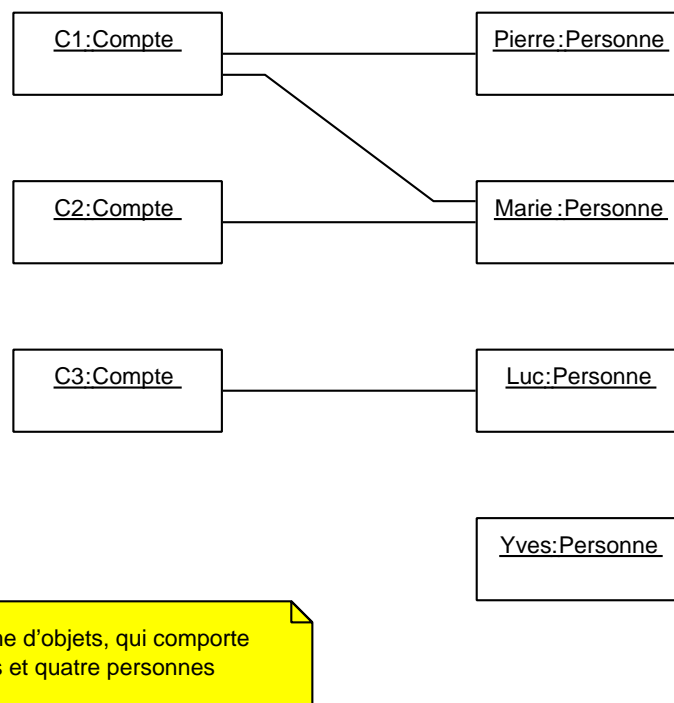 C1:Compte
Pierre:Personne
C2:Compte
Marie:Personne
C3:Compte
Luc:Personne
Yves:Personne
d'objets, qui comporte
et quatre personnes